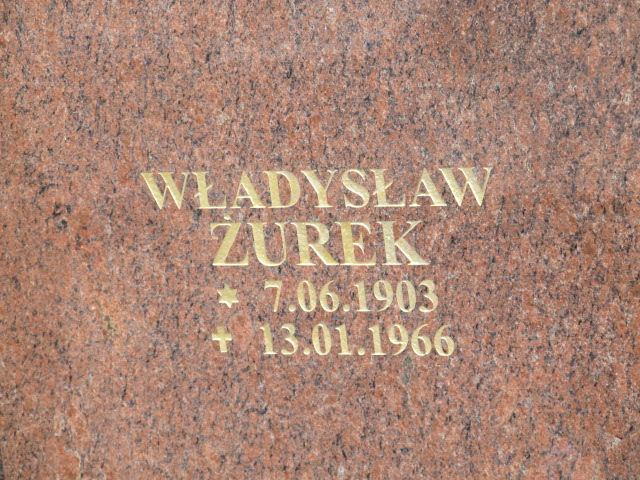 WŁADYSŁAW
ŻUREK
✶ 7.06.1903
✝ 13.01.1966